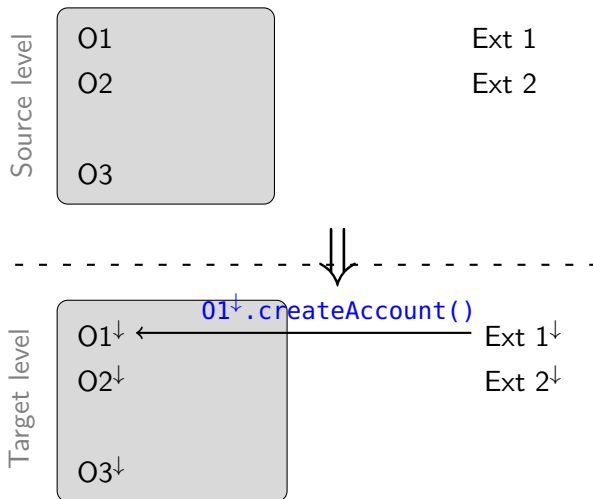 Source level
O1
Ext 1
O2
Ext 2
O3
Target level
O1↓.createAccount()
O1↓
Ext 1↓
O2↓
Ext 2↓
O3↓